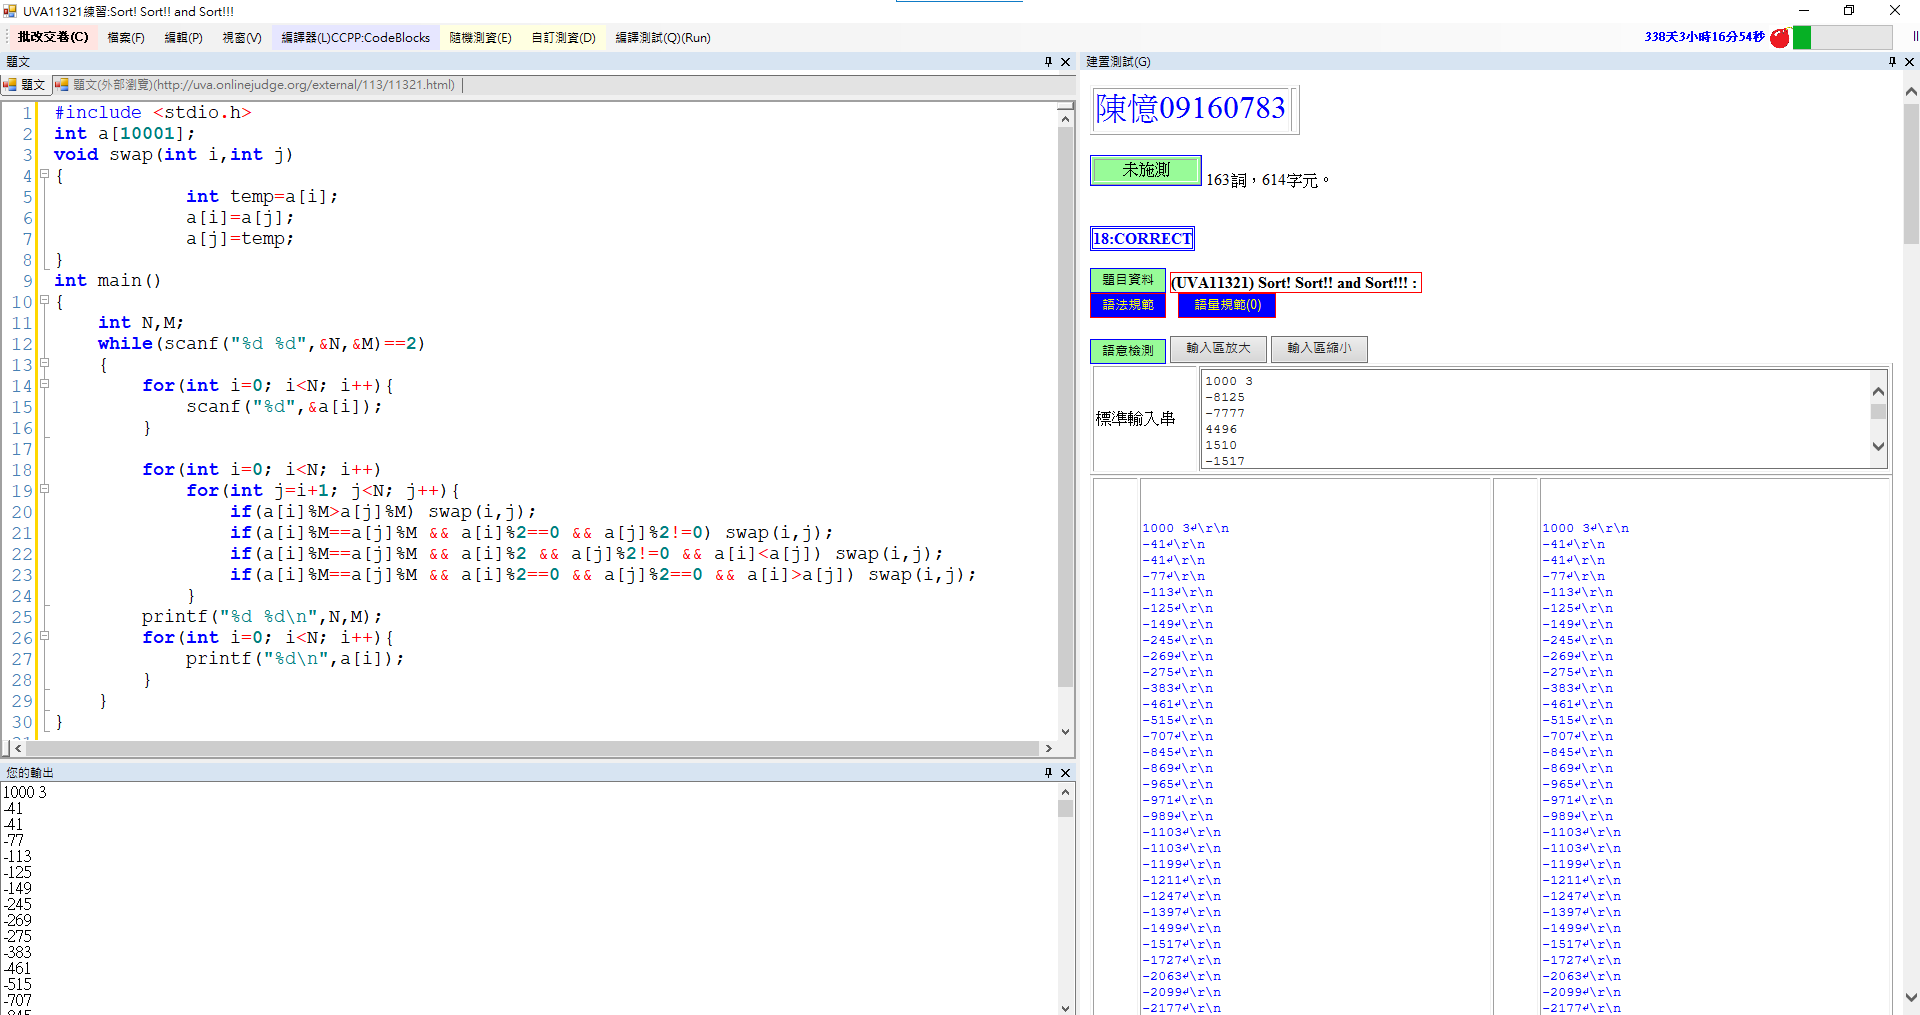 UVA11321練習:Sort! Sort!! and Sort!!!
批改交卷(C) 檔案(F) 編輯(P) 視窗(V) 編譯器(L)CCPP:CodeBlocks 隨機測資(E) 自訂測資(D) 編譯測試(Q)(Run) 338天3小時16分54秒
題文
題文 題文(外部瀏覽)(http://uva.onlinejudge.org/external/113/11321.html)
1 #include <stdio.h>
2 int a[10001];
3 void swap(int i,int j)
4 {
5 int temp=a[i];
6 a[i]=a[j];
7 a[j]=temp;
8 }
9 int main()
10 {
11 int N,M;
12 while(scanf("%d %d",&N,&M)==2)
13 {
14 for(int i=0; i<N; i++){
15 scanf("%d",&a[i]);
16 }
17
18 for(int i=0; i<N; i++)
19 for(int j=i+1; j<N; j++){
20 if(a[i]%M>a[j]%M) swap(i,j);
21 if(a[i]%M==a[j]%M && a[i]%2==0 && a[j]%2!=0) swap(i,j);
22 if(a[i]%M==a[j]%M && a[i]%2 && a[j]%2!=0 && a[i]<a[j]) swap(i,j);
23 if(a[i]%M==a[j]%M && a[i]%2==0 && a[j]%2==0 && a[i]>a[j]) swap(i,j);
24 }
25 printf("%d %d\n",N,M);
26 for(int i=0; i<N; i++){
27 printf("%d\n",a[i]);
28 }
29 }
30 }
您的輸出
1000 3
-41
-41
-77
-113
-125
-149
-245
-269
-275
-383
-461
-515
-707
建置測試(G)
陳憶09160783
未施測 163詞，614字元。
18:CORRECT
題目資料 (UVA11321) Sort! Sort!! and Sort!!! :
語法規範 語量規範(0)
語意檢測 輸入區放大 輸入區縮小
標準輸入串
1000 3
-8125
-7777
4496
1510
-1517
1000 3↲\r\n 1000 3↲\r\n
-41↲\r\n -41↲\r\n
-41↲\r\n -41↲\r\n
-77↲\r\n -77↲\r\n
-113↲\r\n -113↲\r\n
-125↲\r\n -125↲\r\n
-149↲\r\n -149↲\r\n
-245↲\r\n -245↲\r\n
-269↲\r\n -269↲\r\n
-275↲\r\n -275↲\r\n
-383↲\r\n -383↲\r\n
-461↲\r\n -461↲\r\n
-515↲\r\n -515↲\r\n
-707↲\r\n -707↲\r\n
-845↲\r\n -845↲\r\n
-869↲\r\n -869↲\r\n
-965↲\r\n -965↲\r\n
-971↲\r\n -971↲\r\n
-989↲\r\n -989↲\r\n
-1103↲\r\n -1103↲\r\n
-1103↲\r\n -1103↲\r\n
-1199↲\r\n -1199↲\r\n
-1211↲\r\n -1211↲\r\n
-1247↲\r\n -1247↲\r\n
-1397↲\r\n -1397↲\r\n
-1499↲\r\n -1499↲\r\n
-1517↲\r\n -1517↲\r\n
-1727↲\r\n -1727↲\r\n
-2063↲\r\n -2063↲\r\n
-2099↲\r\n -2099↲\r\n
-2177↲\r\n -2177↲\r\n